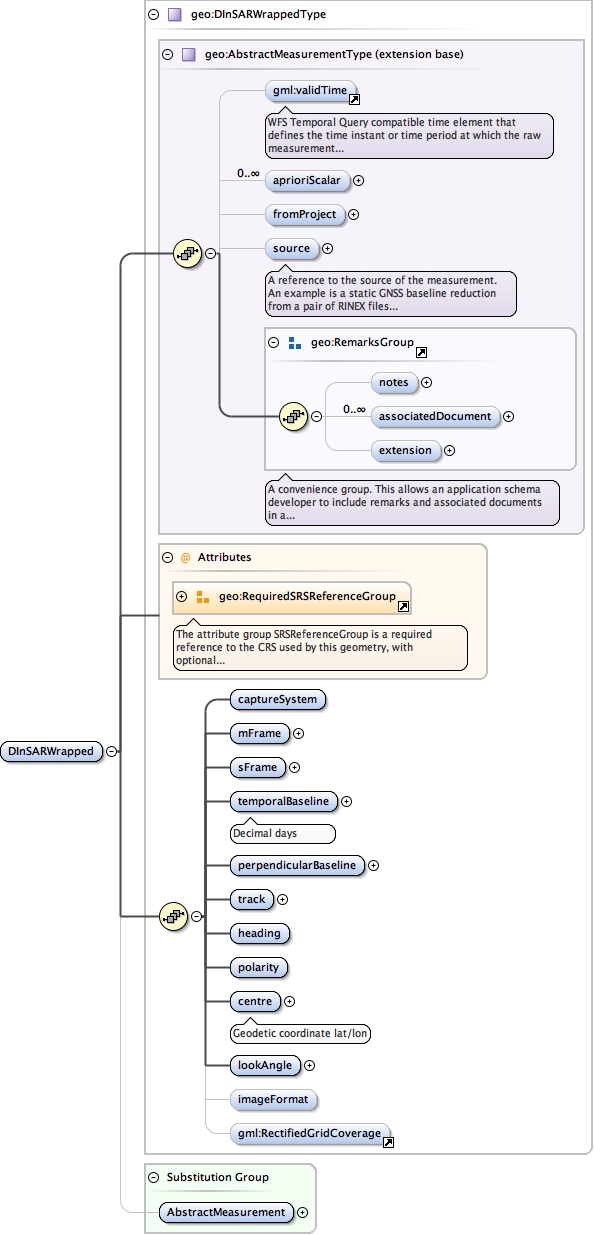 geo:DInSARWrappedType
geo:AbstractMeasurementType (extension base)
gml:validTime
WFS Temporal Query compatible time element that
defines the time instant or time period at which the raw
measurement...
0..∞
aprioriScalar
fromProject
source
A reference to the source of the measurement.
An example is a static GNSS baseline reduction
from a pair of RINEX files...
geo:RemarksGroup
notes
0..∞
associatedDocument
extension
A convenience group. This allows an application schema
developer to include remarks and associated documents
in a...
@ Attributes
geo:RequiredSRSReferenceGroup
The attribute group SRSReferenceGroup is a required
reference to the CRS used by this geometry, with
optional...
captureSystem
mFrame
DInSARWrapped
sFrame
temporalBaseline
Decimal days
perpendicularBaseline
track
heading
polarity
centre
Geodetic coordinate lat/lon
lookAngle
imageFormat
gml:RectifiedGridCoverage
Substitution Group
AbstractMeasurement